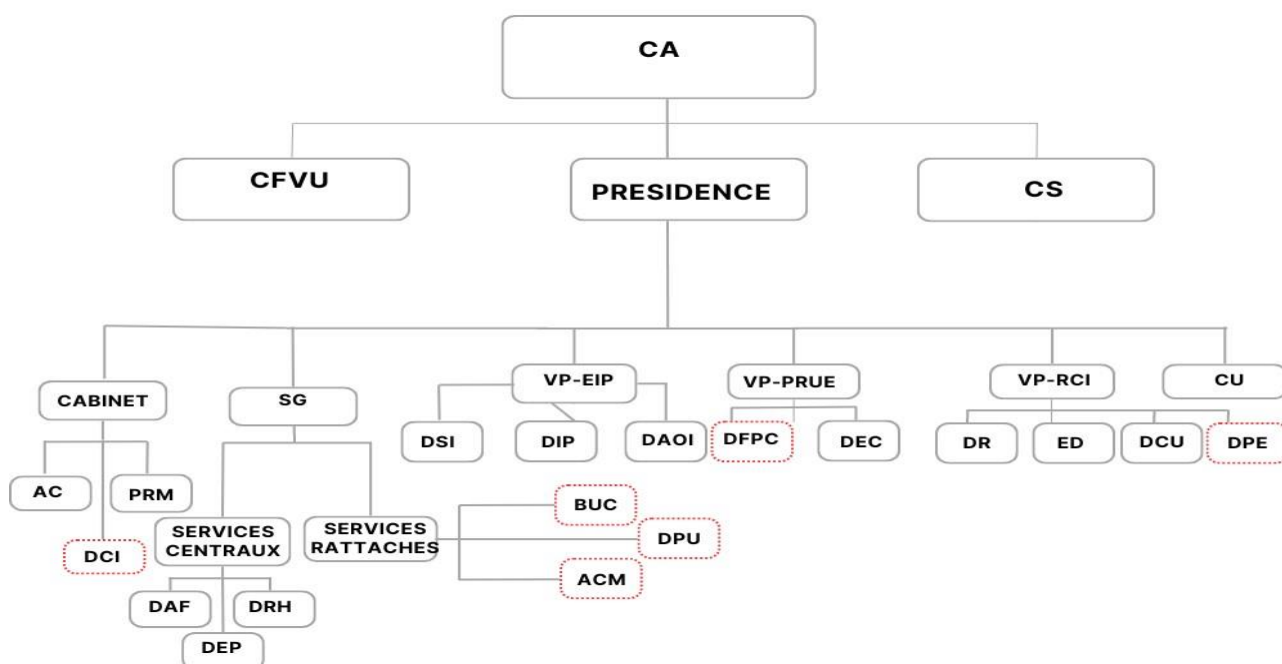 CA
CFVU
PRESIDENCE
CS
CABINET
SG
VP-EIP
VP-PRUE
VP-RCI
CU
DSI
DIP
DAOI
DFPC
DEC
DR
ED
DCU
DPE
AC
PRM
DCI
SERVICES
CENTRAUX
SERVICES
RATTACHES
BUC
DPU
ACM
DAF
DRH
DEP